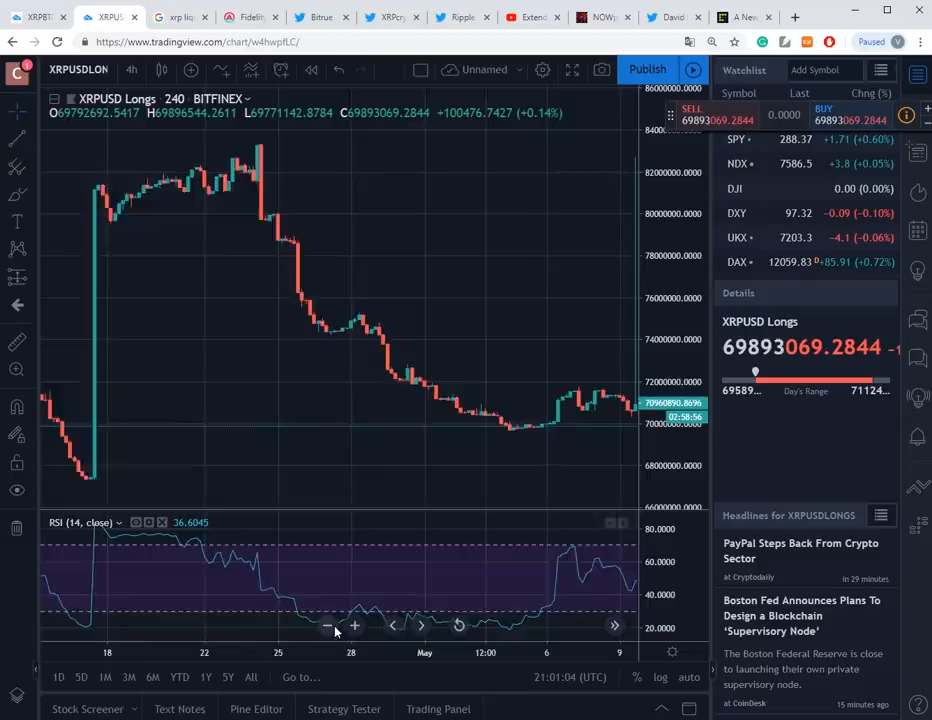 XRPBT
XRPUS
xrp liq
Fidelity
Bitrue
XRPcry
Ripple
Extend
NOWp
David
A New
https://www.tradingview.com/chart/w4hwpfLC/
Paused
V
C
1
XRPUSDLON
4h
Unnamed
Publish
Watchlist
Add Symbol
Symbol Last Chng (%)
XRPUSD Longs 240 BITFINEX
O69792692.5417 H69896544.2611 L69771142.8784 C69893069.2844 +100476.7427 (+0.14%)
SELL
69893069.2844
0.0000
BUY
69893069.2844
SPY 288.37 +1.71 (+0.60%)
NDX 7586.5 +3.8 (+0.05%)
DJI 0.00 (0.00%)
DXY 97.32 -0.09 (-0.10%)
UKX 7203.3 -4.1 (-0.06%)
DAX 12059.83 D +85.91 (+0.72%)
Details
XRPUSD Longs
69893069.2844
69589... Day's Range 71124...
86000000.0000
82000000.0000
80000000.0000
78000000.0000
76000000.0000
74000000.0000
72000000.0000
70960890.8696
02:58:56
70000000.0000
68000000.0000
66000000.0000
RSI (14, close) 36.6045
80.0000
60.0000
40.0000
20.0000
18 22 25 28 May 12:00 6 9
Headlines for XRPUSDLONGS
PayPal Steps Back From Crypto
Sector
at Cryptodaily in 29 minutes
Boston Fed Announces Plans To
Design a Blockchain
‘Supervisory Node’
The Boston Federal Reserve is close
to launching their own private
supervisory node.
at CoinDesk 15 minutes ago
1D 5D 1M 3M 6M YTD 1Y 5Y All Go to...
21:01:04 (UTC)
% log auto
Stock Screener Text Notes Pine Editor Strategy Tester Trading Panel